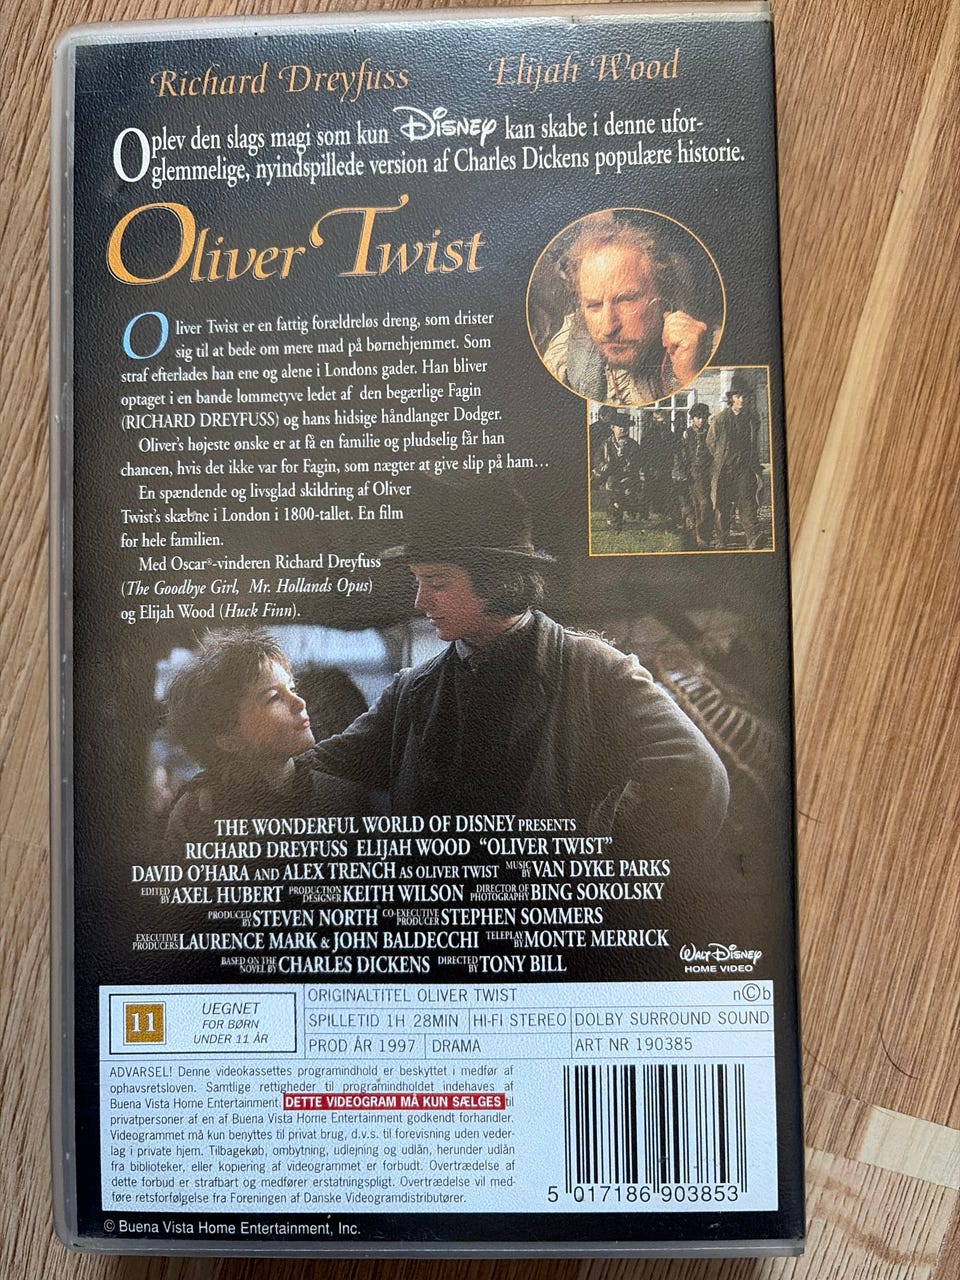 Richard Dreyfuss Elijah Wood
Oplev den slags magi som kun Disney kan skabe i denne ufor-
glemmelige, nyindspillede version af Charles Dickens populære historie.
Oliver Twist
Oliver Twist er en fattig forældreløs dreng, som drister
sig til at bede om mere mad på børnehjemmet. Som
straf efterlades han ene og alene i Londons gader. Han bliver
optaget i en bande lommetyve ledet af den begærlige Fagin
(RICHARD DREYFUSS) og hans hidsige håndlanger Dodger.
Oliver's højeste ønske er at få en familie og pludselig får han
chancen, hvis det ikke var for Fagin, som nægter at give slip på ham...
En spændende og livsglad skildring af Oliver
Twist's skæbne i London i 1800-tallet. En film
for hele familien.
Med Oscar®-vinderen Richard Dreyfuss
(The Goodbye Girl, Mr. Hollands Opus)
og Elijah Wood (Huck Finn).
THE WONDERFUL WORLD OF DISNEY PRESENTS
RICHARD DREYFUSS ELIJAH WOOD "OLIVER TWIST"
DAVID O'HARA AND ALEX TRENCH AS OLIVER TWIST MUSIC BY VAN DYKE PARKS
EDITED BY AXEL HUBERT PRODUCTION DESIGNER KEITH WILSON DIRECTOR OF PHOTOGRAPHY BING SOKOLSKY
PRODUCED BY STEVEN NORTH CO-EXECUTIVE PRODUCER STEPHEN SOMMERS
EXECUTIVE PRODUCERS LAURENCE MARK & JOHN BALDECCHI TELEPLAY BY MONTE MERRICK
BASED ON THE NOVEL BY CHARLES DICKENS DIRECTED BY TONY BILL
WALT DISNEY
HOME VIDEO
11
UEGNET
FOR BØRN
UNDER 11 ÅR
ORIGINALTITEL OLIVER TWIST n©b
SPILLETID 1H 28MIN HI-FI STEREO DOLBY SURROUND SOUND
PROD ÅR 1997 DRAMA ART NR 190385
ADVARSEL! Denne videokassettes programindhold er beskyttet i medfør af
ophavsretsloven. Samtlige rettigheder til programindholdet indehaves af
Buena Vista Home Entertainment. DETTE VIDEOGRAM MÅ KUN SÆLGES til
privatpersoner af en af Buena Vista Home Entertainment godkendt forhandler.
Videogrammet må kun benyttes til privat brug, d.v.s. til forevisning uden veder-
lag i private hjem. Tilbagekøb, ombytning, udlejning og udlån, herunder udlån
fra biblioteker, eller kopiering af videogrammet er forbudt. Overtrædelse af
dette forbud er strafbart og medfører erstatningspligt. Overtrædelse vil med-
føre retsforfølgelse fra Foreningen af Danske Videogramdistributører.
5 017186 903853
© Buena Vista Home Entertainment, Inc.